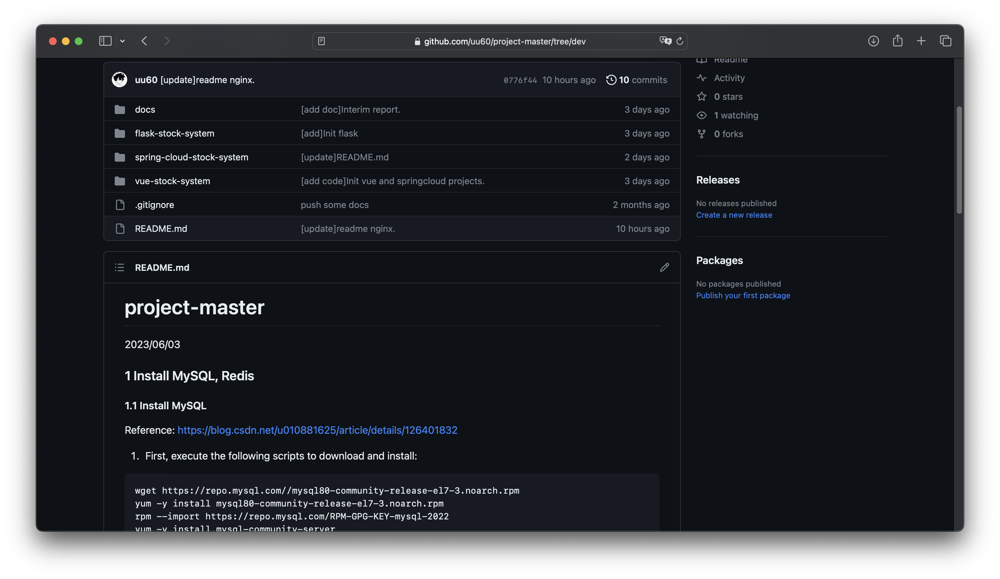 github.com/uu60/project-master/tree/dev
uu60 [update]readme nginx. 0776f44 10 hours ago 10 commits
docs [add doc]Interim report. 3 days ago
flask-stock-system [add]Init flask 3 days ago
spring-cloud-stock-system [update]README.md 2 days ago
vue-stock-system [add code]Init vue and springcloud projects. 3 days ago
.gitignore push some docs 2 months ago
README.md [update]readme nginx. 10 hours ago
README.md
project-master
2023/06/03
1 Install MySQL, Redis
1.1 Install MySQL
Reference: https://blog.csdn.net/u010881625/article/details/126401832
1. First, execute the following scripts to download and install:
wget https://repo.mysql.com//mysql80-community-release-el7-3.noarch.rpm
yum -y install mysql80-community-release-el7-3.noarch.rpm
rpm --import https://repo.mysql.com/RPM-GPG-KEY-mysql-2022
yum -y install mysql-community-server
Readme
Activity
0 stars
1 watching
0 forks
Releases
No releases published
Create a new release
Packages
No packages published
Publish your first package